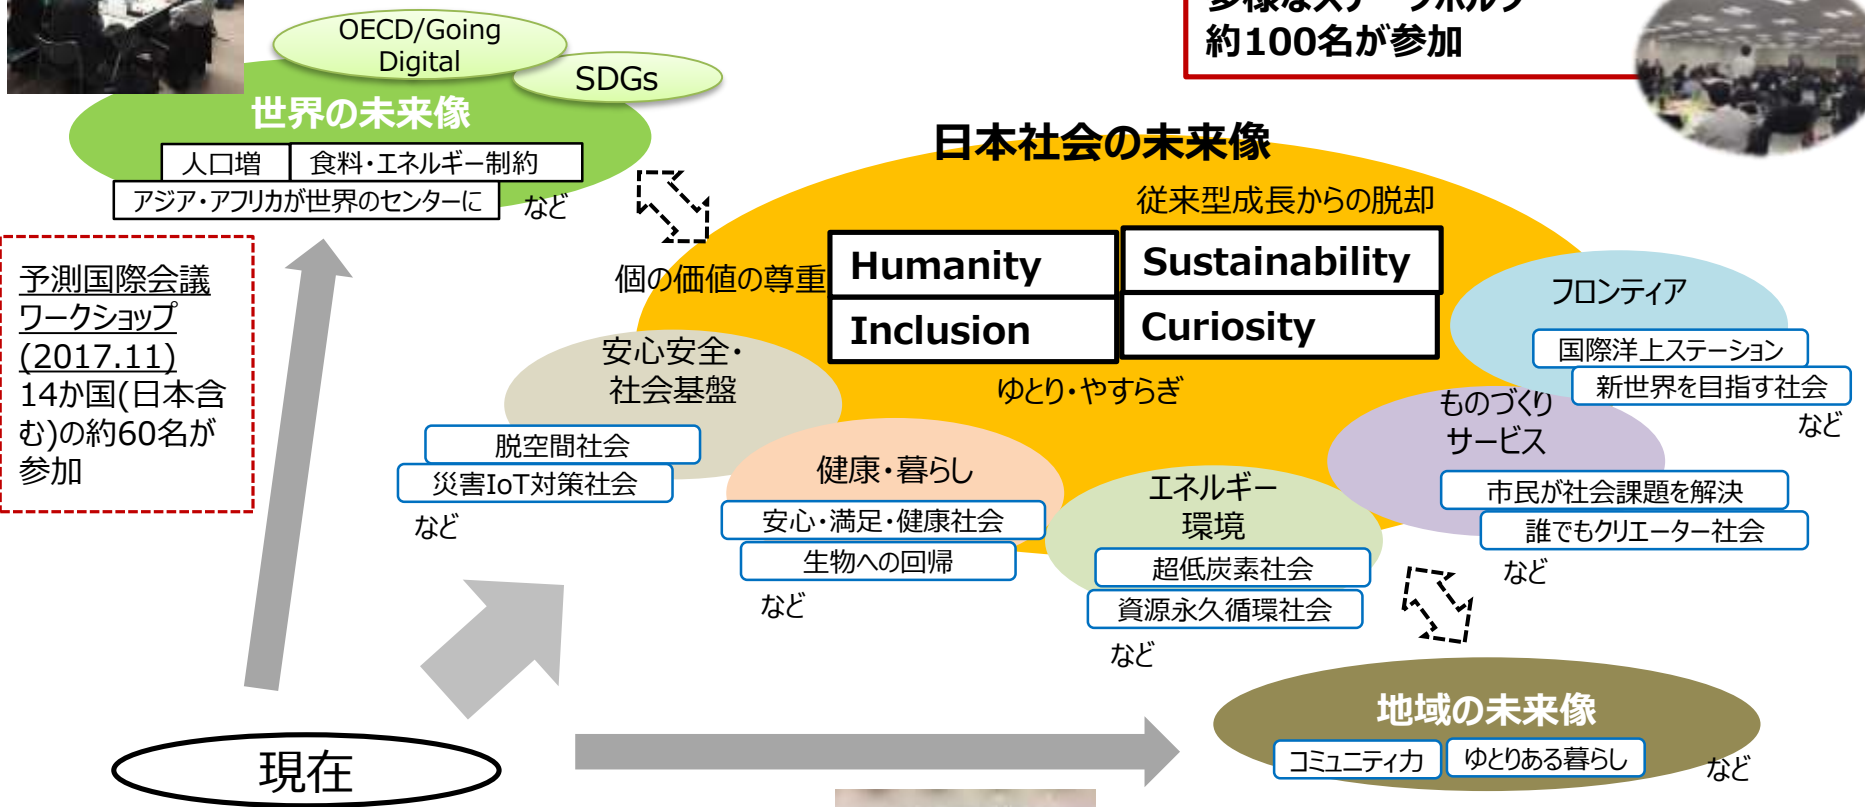 約100名が参加
OECD/Going
Digital
SDGs
世界の未来像
人口増
食料・エネルギー制約
アジア・アフリカが世界のセンターに
など
予測国際会議
ワークショップ
(2017.11)
14か国(日本含
む)の約60名が
参加
日本社会の未来像
従来型成長からの脱却
個の価値の尊重
Humanity
Sustainability
Inclusion
Curiosity
ゆとり・やすらぎ
安心安全・
社会基盤
脱空間社会
災害IoT対策社会
など
健康・暮らし
安心・満足・健康社会
生物への回帰
など
エネルギー
環境
超低炭素社会
資源永久循環社会
など
ものづくり
サービス
市民が社会課題を解決
誰でもクリエーター社会
など
フロンティア
国際洋上ステーション
新世界を目指す社会
など
地域の未来像
コミュニティ力
ゆとりある暮らし
など
現在